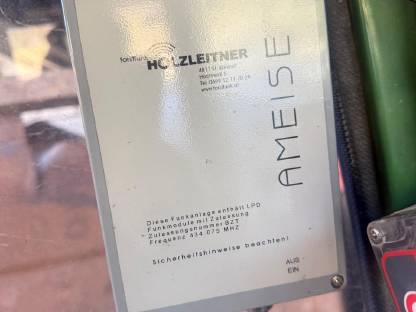 forstfunk
HOLZLEITNER
AMEISE
Diese Funkanlage enthält LPD
Funkmodule mit Zulassung
Zulassungsnummer BZT
Frequenz 434.075 MHZ
Sicherheitshinweise beachten!
AUS
EIN